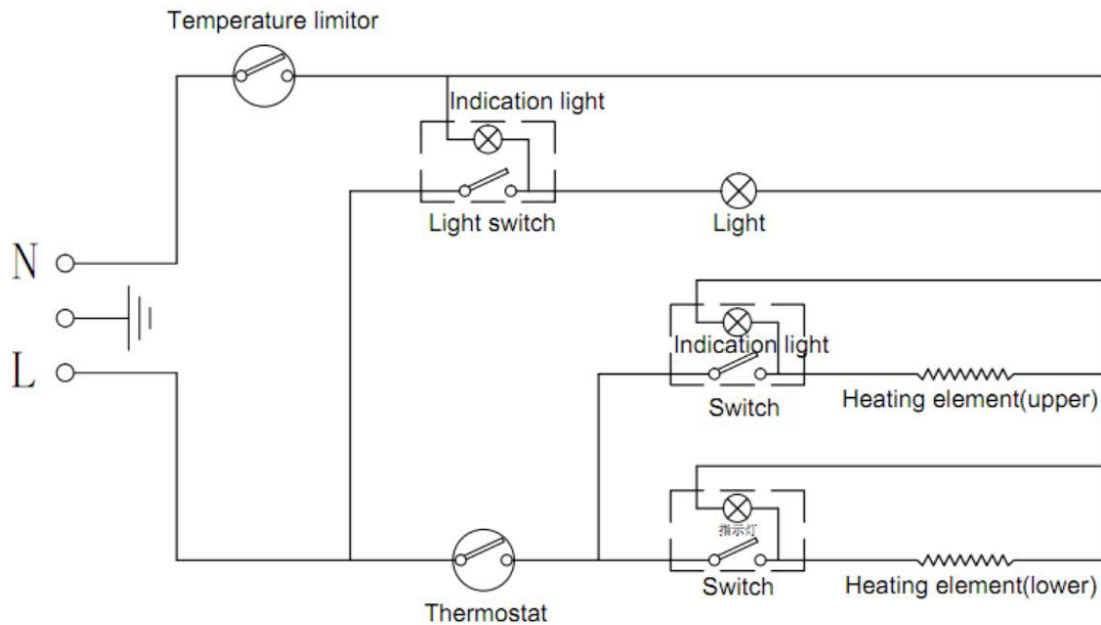 Temperature limitor
Indication light
Light switch
Light
N
L
Indication light
Switch
Heating element(upper)
指示灯
Switch
Heating element(lower)
Thermostat